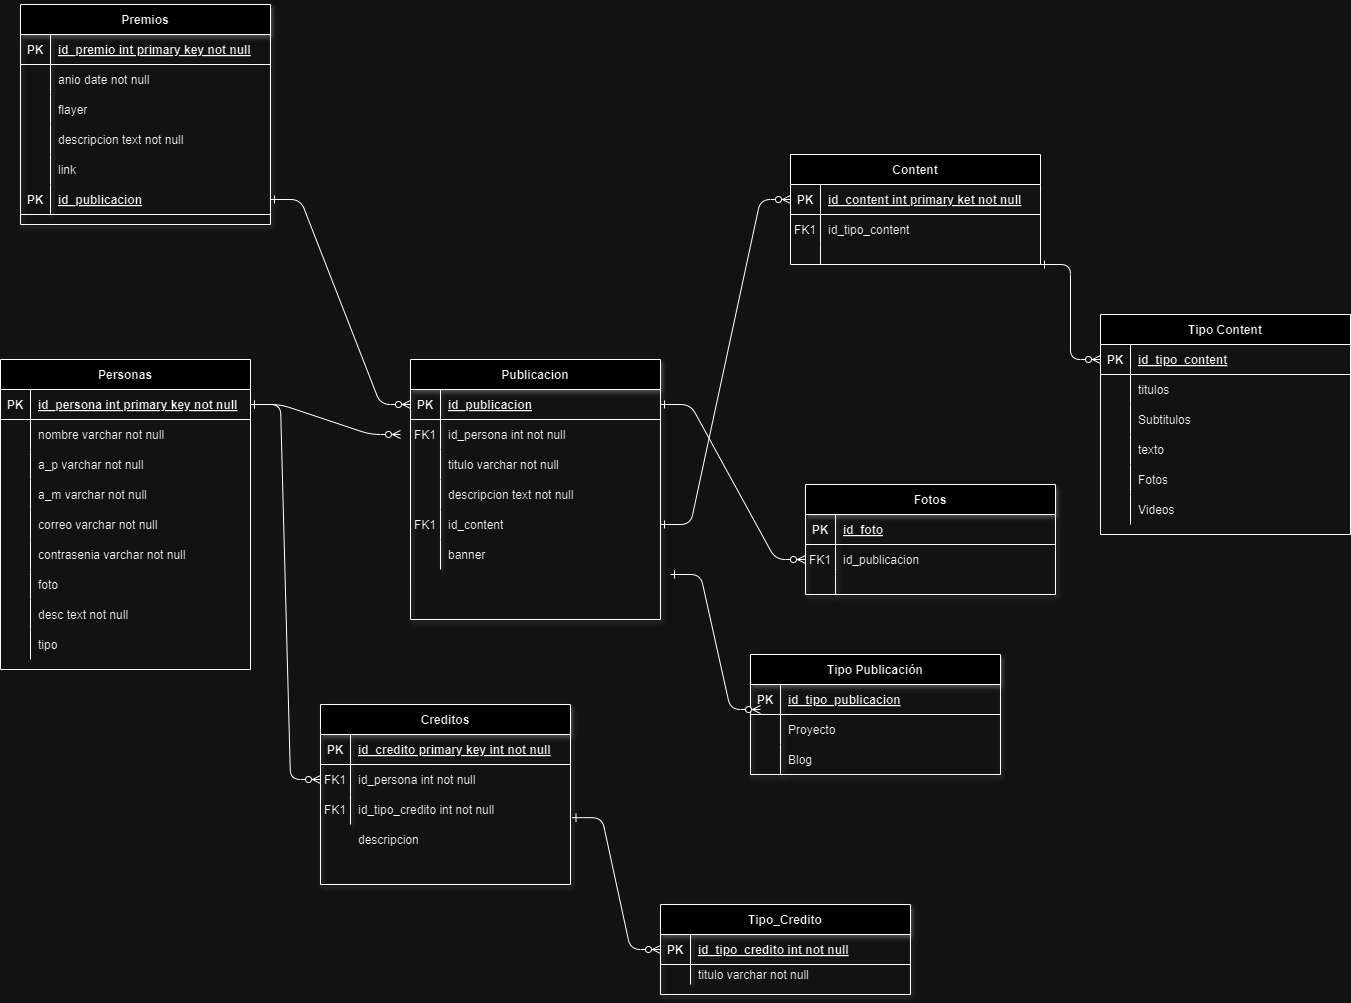 Premios
PK id_premio int primary key not null
anio date not null
flayer
descripcion text not null
link
PK id_publicacion
Content
PK id_content int primary ket not null
FK1 id_tipo_content
Tipo Content
PK id_tipo_content
titulos
Subtitulos
texto
Fotos
Videos
Personas
PK id_persona int primary key not null
nombre varchar not null
a_p varchar not null
a_m varchar not null
correo varchar not null
contrasenia varchar not null
foto
desc text not null
tipo
Publicacion
PK id_publicacion
FK1 id_persona int not null
titulo varchar not null
descripcion text not null
FK1 id_content
banner
Fotos
PK id_foto
FK1 id_publicacion
Tipo Publicación
PK id_tipo_publicacion
Proyecto
Blog
Creditos
PK id_credito primary key int not null
FK1 id_persona int not null
FK1 id_tipo_credito int not null
descripcion
Tipo_Credito
PK id_tipo_credito int not null
titulo varchar not null